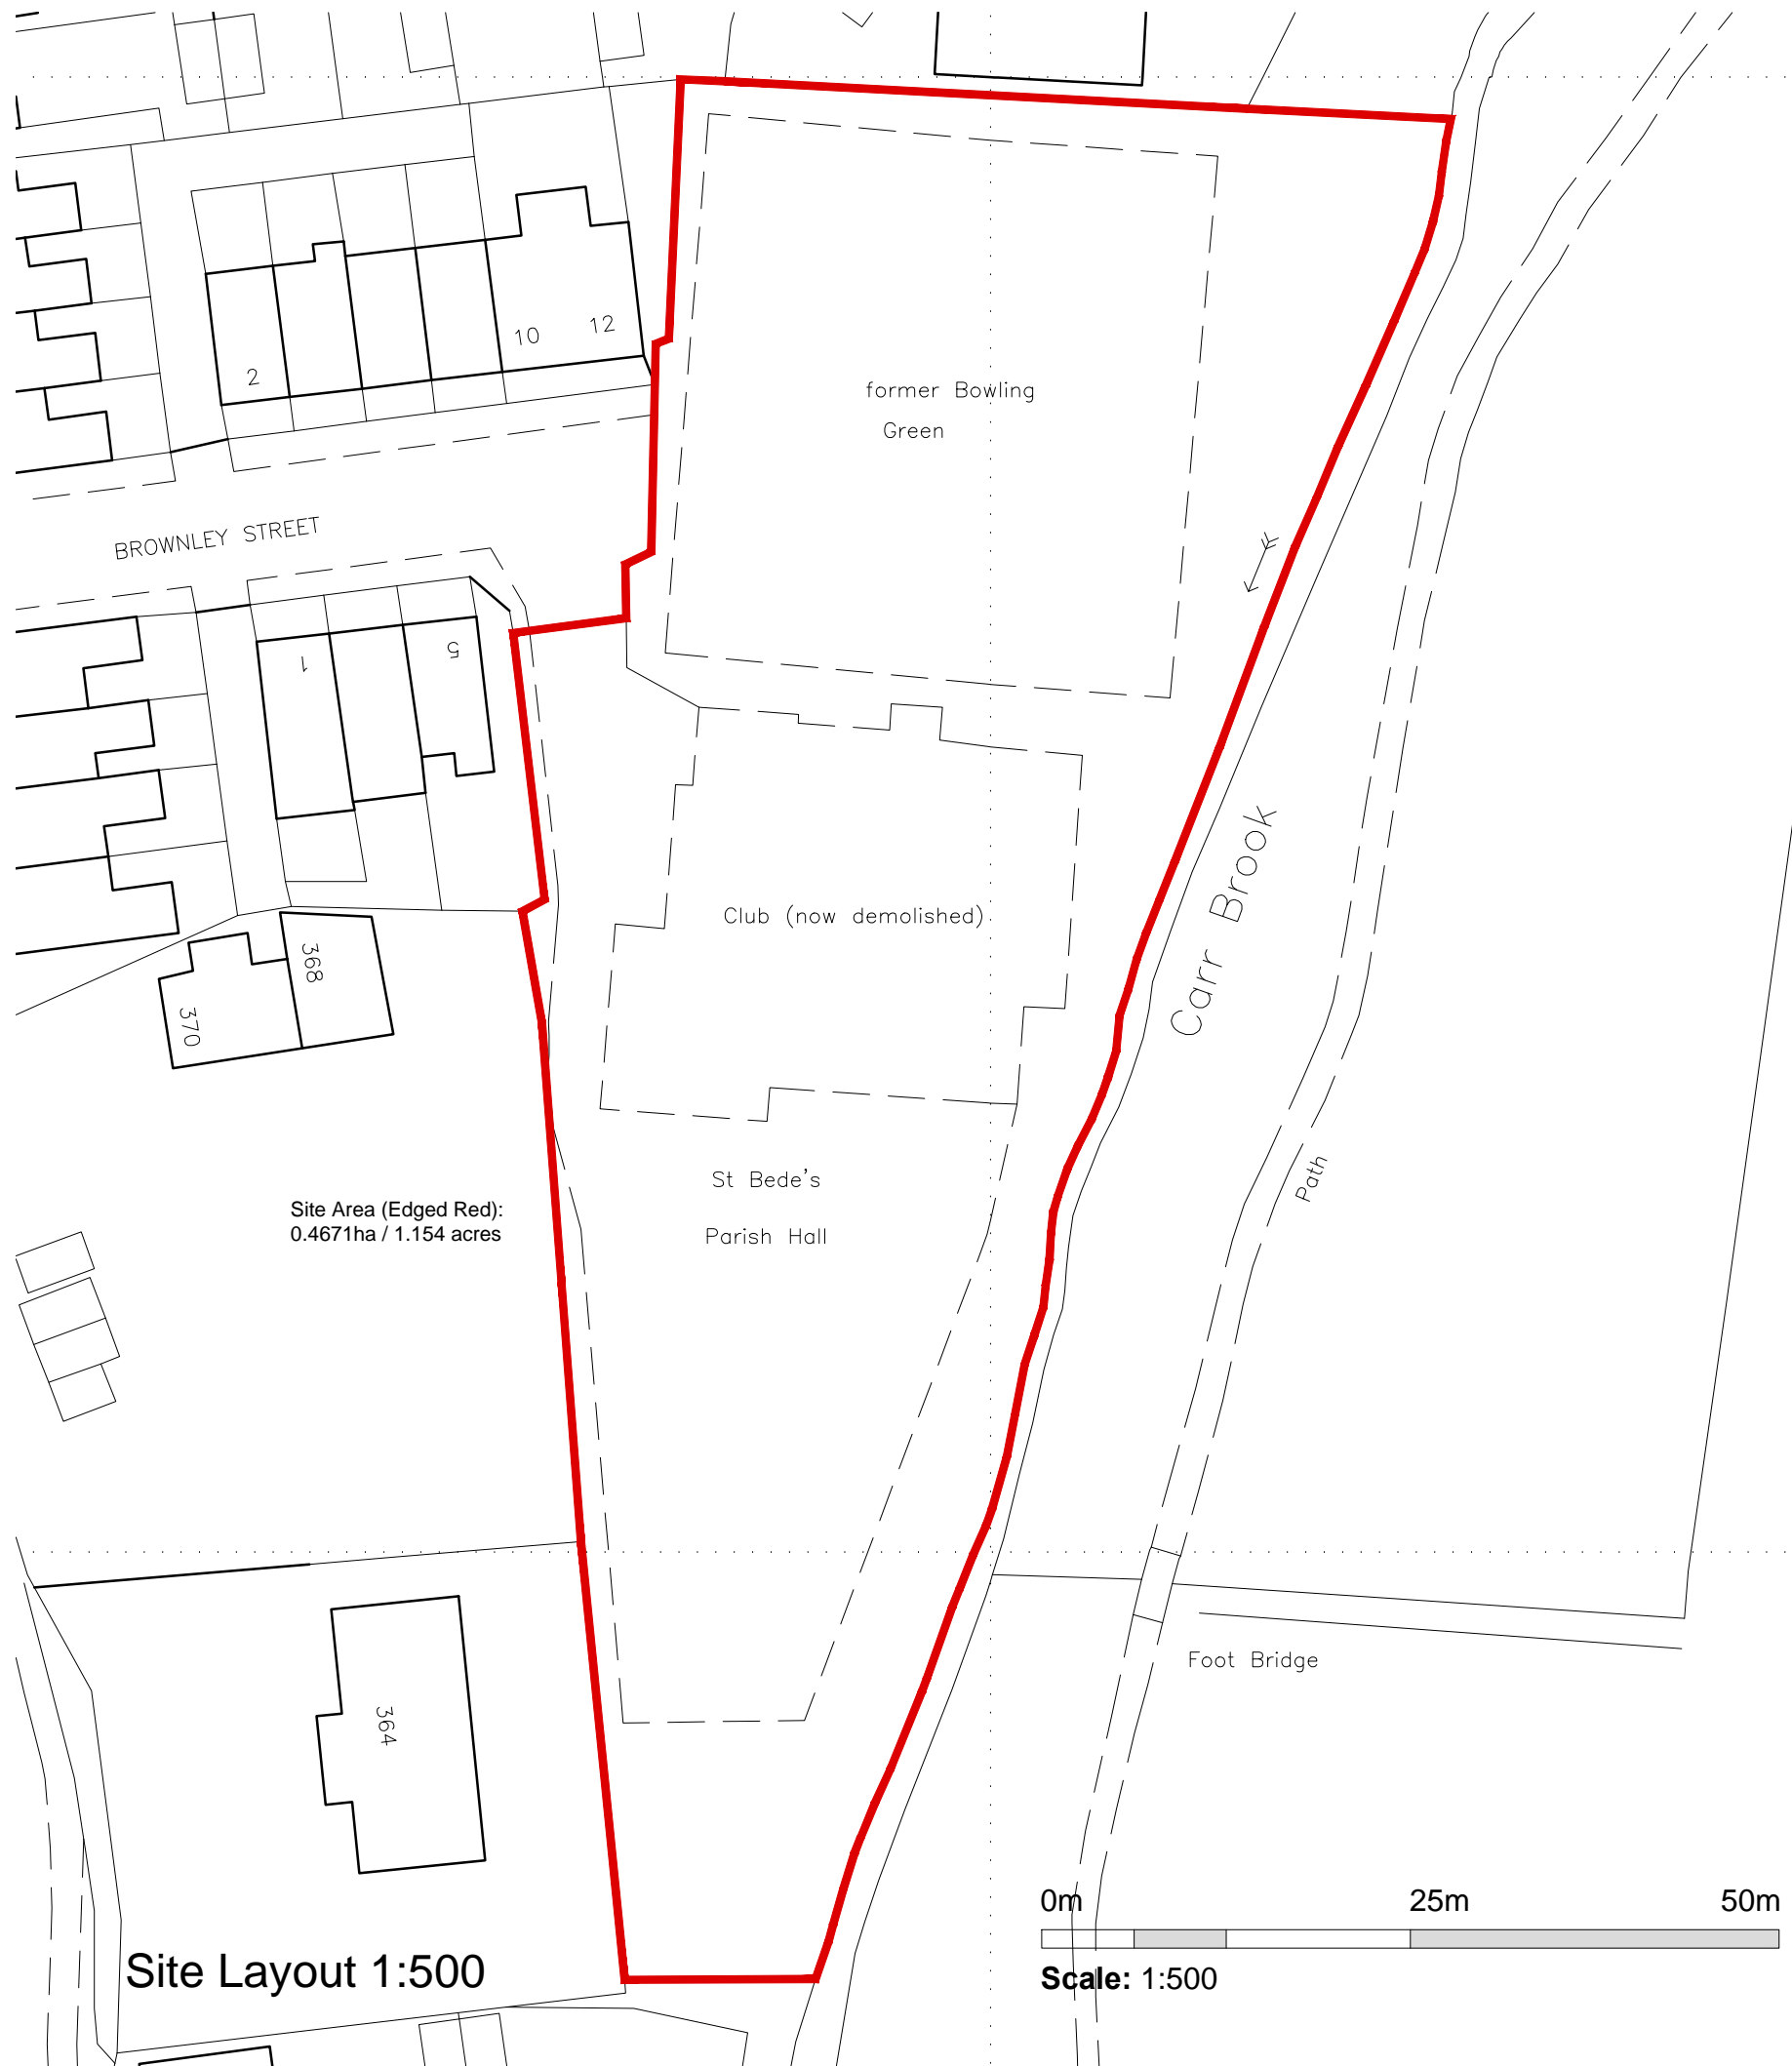 10
12
2
former Bowling
Green
BROWNLEY STREET
1
5
Carr Brook
Club (now demolished)
368
370
St Bede's
Parish Hall
Path
Site Area (Edged Red):
0.4671ha / 1.154 acres
Foot Bridge
364
0m 25m 50m
Scale: 1:500
Site Layout 1:500